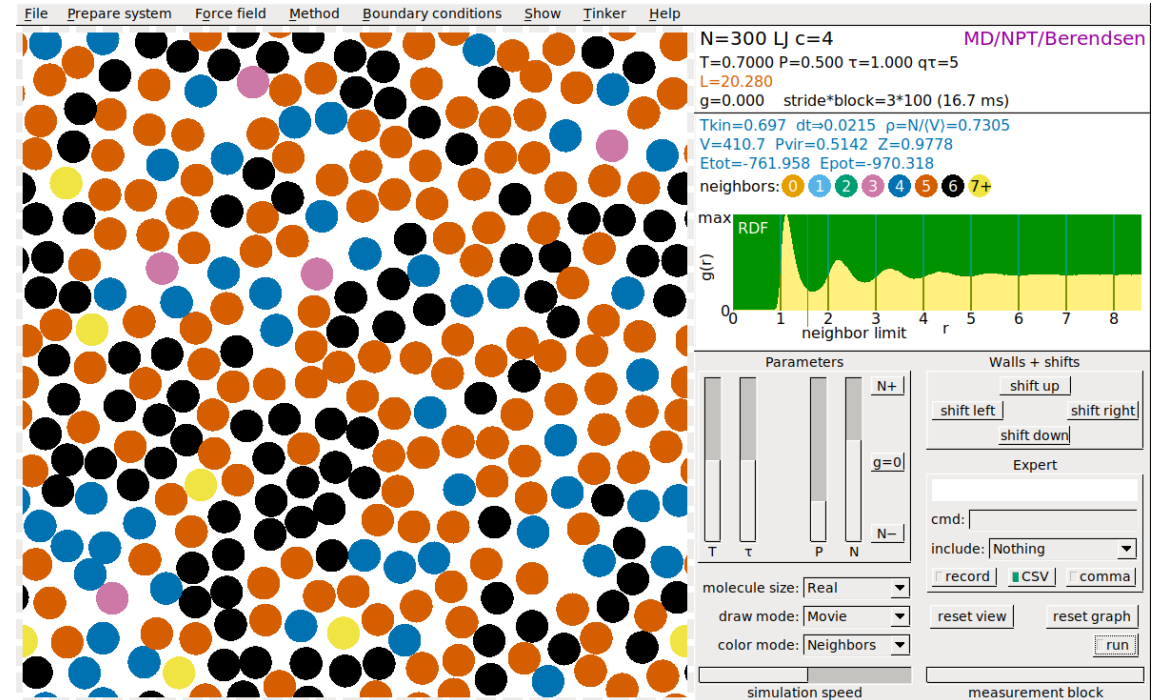 File Prepare system Force field Method Boundary conditions Show Tinker Help
N=300 LJ c=4 MD/NPT/Berendsen
T=0.7000 P=0.500 τ=1.000 qτ=5
L=20.280
g=0.000 stride*block=3*100 (16.7 ms)
Tkin=0.697 dt⇒0.0215 ρ=N/⟨V⟩=0.7305
V=410.7 Pvir=0.5142 Z=0.9778
Etot=-761.958 Epot=-970.318
neighbors: 0 1 2 3 4 5 6 7+
max
RDF
g(r)
0
0 1 2 3 4 5 6 7 8
neighbor limit r
Parameters Walls + shifts
N+ shift up
shift left shift right
shift down
g=0 Expert
cmd:
N−
T τ P N
include: Nothing
record CSV comma
molecule size: Real
draw mode: Movie reset view reset graph
color mode: Neighbors run
simulation speed measurement block